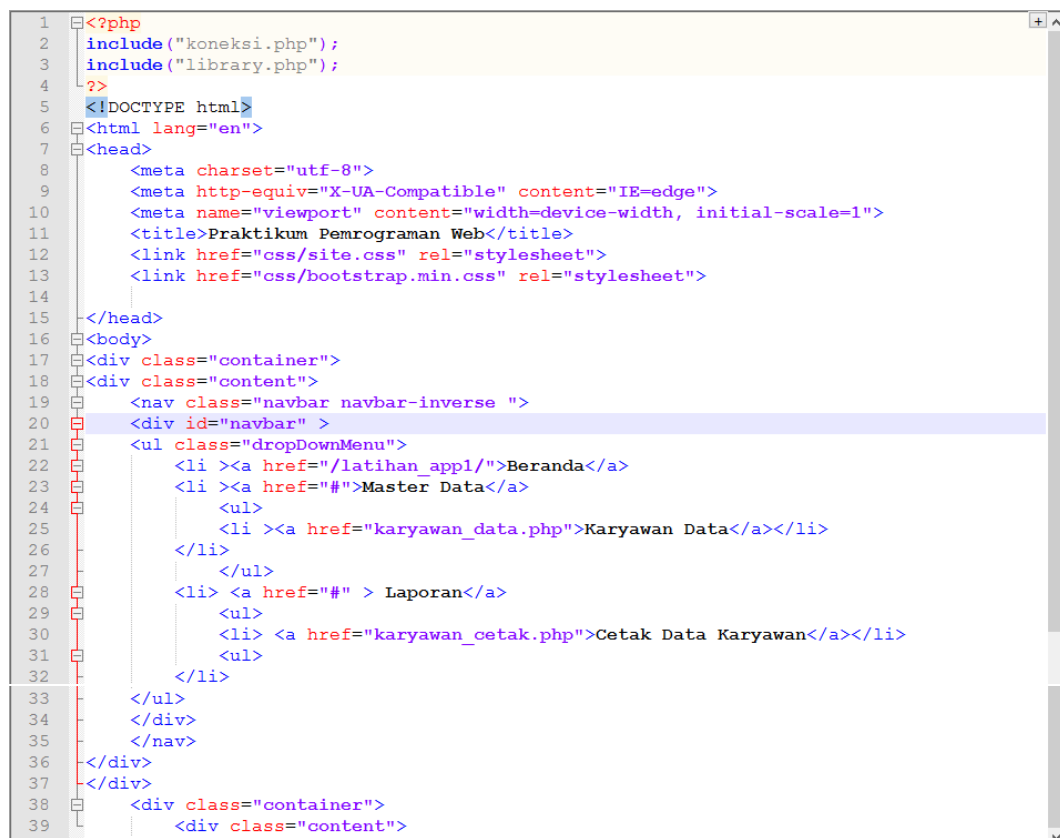 1 <?php
2 include("koneksi.php");
3 include("library.php");
4 ?>
5 <!DOCTYPE html>
6 <html lang="en">
7 <head>
8 <meta charset="utf-8">
9 <meta http-equiv="X-UA-Compatible" content="IE=edge">
10 <meta name="viewport" content="width=device-width, initial-scale=1">
11 <title>Praktikum Pemrograman Web</title>
12 <link href="css/site.css" rel="stylesheet">
13 <link href="css/bootstrap.min.css" rel="stylesheet">
14
15 </head>
16 <body>
17 <div class="container">
18 <div class="content">
19 <nav class="navbar navbar-inverse ">
20 <div id="navbar" >
21 <ul class="dropDownMenu">
22 <li ><a href="/latihan_app1/">Beranda</a>
23 <li ><a href="#">Master Data</a>
24 <ul>
25 <li ><a href="karyawan_data.php">Karyawan Data</a></li>
26 </li>
27 </ul>
28 <li> <a href="#" > Laporan</a>
29 <ul>
30 <li> <a href="karyawan_cetak.php">Cetak Data Karyawan</a></li>
31 <ul>
32 </li>
33 </ul>
34 </div>
35 </nav>
36 </div>
37 </div>
38 <div class="container">
39 <div class="content">